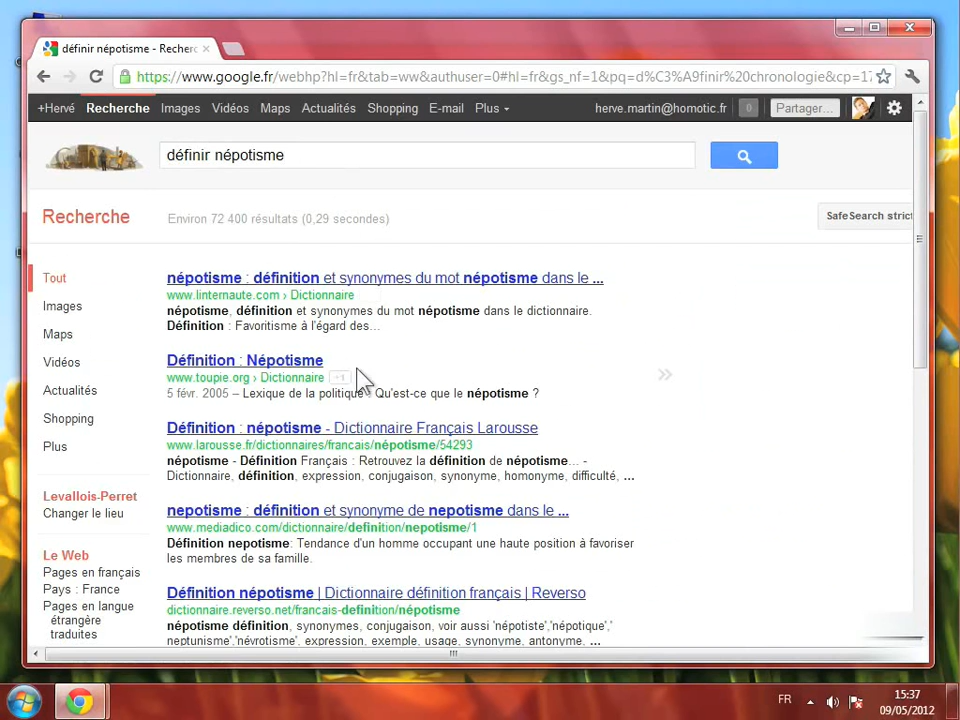 définir népotisme - Recherc
https://www.google.fr/webhp?hl=fr&tab=ww&authuser=0#hl=fr&gs_nf=1&pq=d%C3%A9finir%20chronologie&cp=17
+Hervé Recherche Images Vidéos Maps Actualités Shopping E-mail Plus herve.martin@homotic.fr 0 Partager...
définir népotisme
Recherche
Environ 72 400 résultats (0,29 secondes)
SafeSearch strict
Tout
Images
Maps
Vidéos
Actualités
Shopping
Plus
Levallois-Perret
Changer le lieu
Le Web
Pages en français
Pays : France
Pages en langue
étrangère
traduites
népotisme : définition et synonymes du mot népotisme dans le ...
www.linternaute.com › Dictionnaire
népotisme, définition et synonymes du mot népotisme dans le dictionnaire.
Définition : Favoritisme à l'égard des...
Définition : Népotisme
www.toupie.org › Dictionnaire +1
5 févr. 2005 – Lexique de la politique : Qu'est-ce que le népotisme ?
Définition : népotisme - Dictionnaire Français Larousse
www.larousse.fr/dictionnaires/francais/népotisme/54293
népotisme - Définition Français : Retrouvez la définition de népotisme... -
Dictionnaire, définition, expression, conjugaison, synonyme, homonyme, difficulté, ...
nepotisme : définition et synonyme de nepotisme dans le ...
www.mediadico.com/dictionnaire/definition/nepotisme/1
Définition nepotisme: Tendance d'un homme occupant une haute position à favoriser
les membres de sa famille.
Définition népotisme | Dictionnaire définition français | Reverso
dictionnaire.reverso.net/francais-definition/népotisme
népotisme définition, synonymes, conjugaison, voir aussi 'népotiste','népotique','
neptunisme','névrotisme', expression, exemple, usage, synonyme, antonyme, ...
FR
15:37
09/05/2012